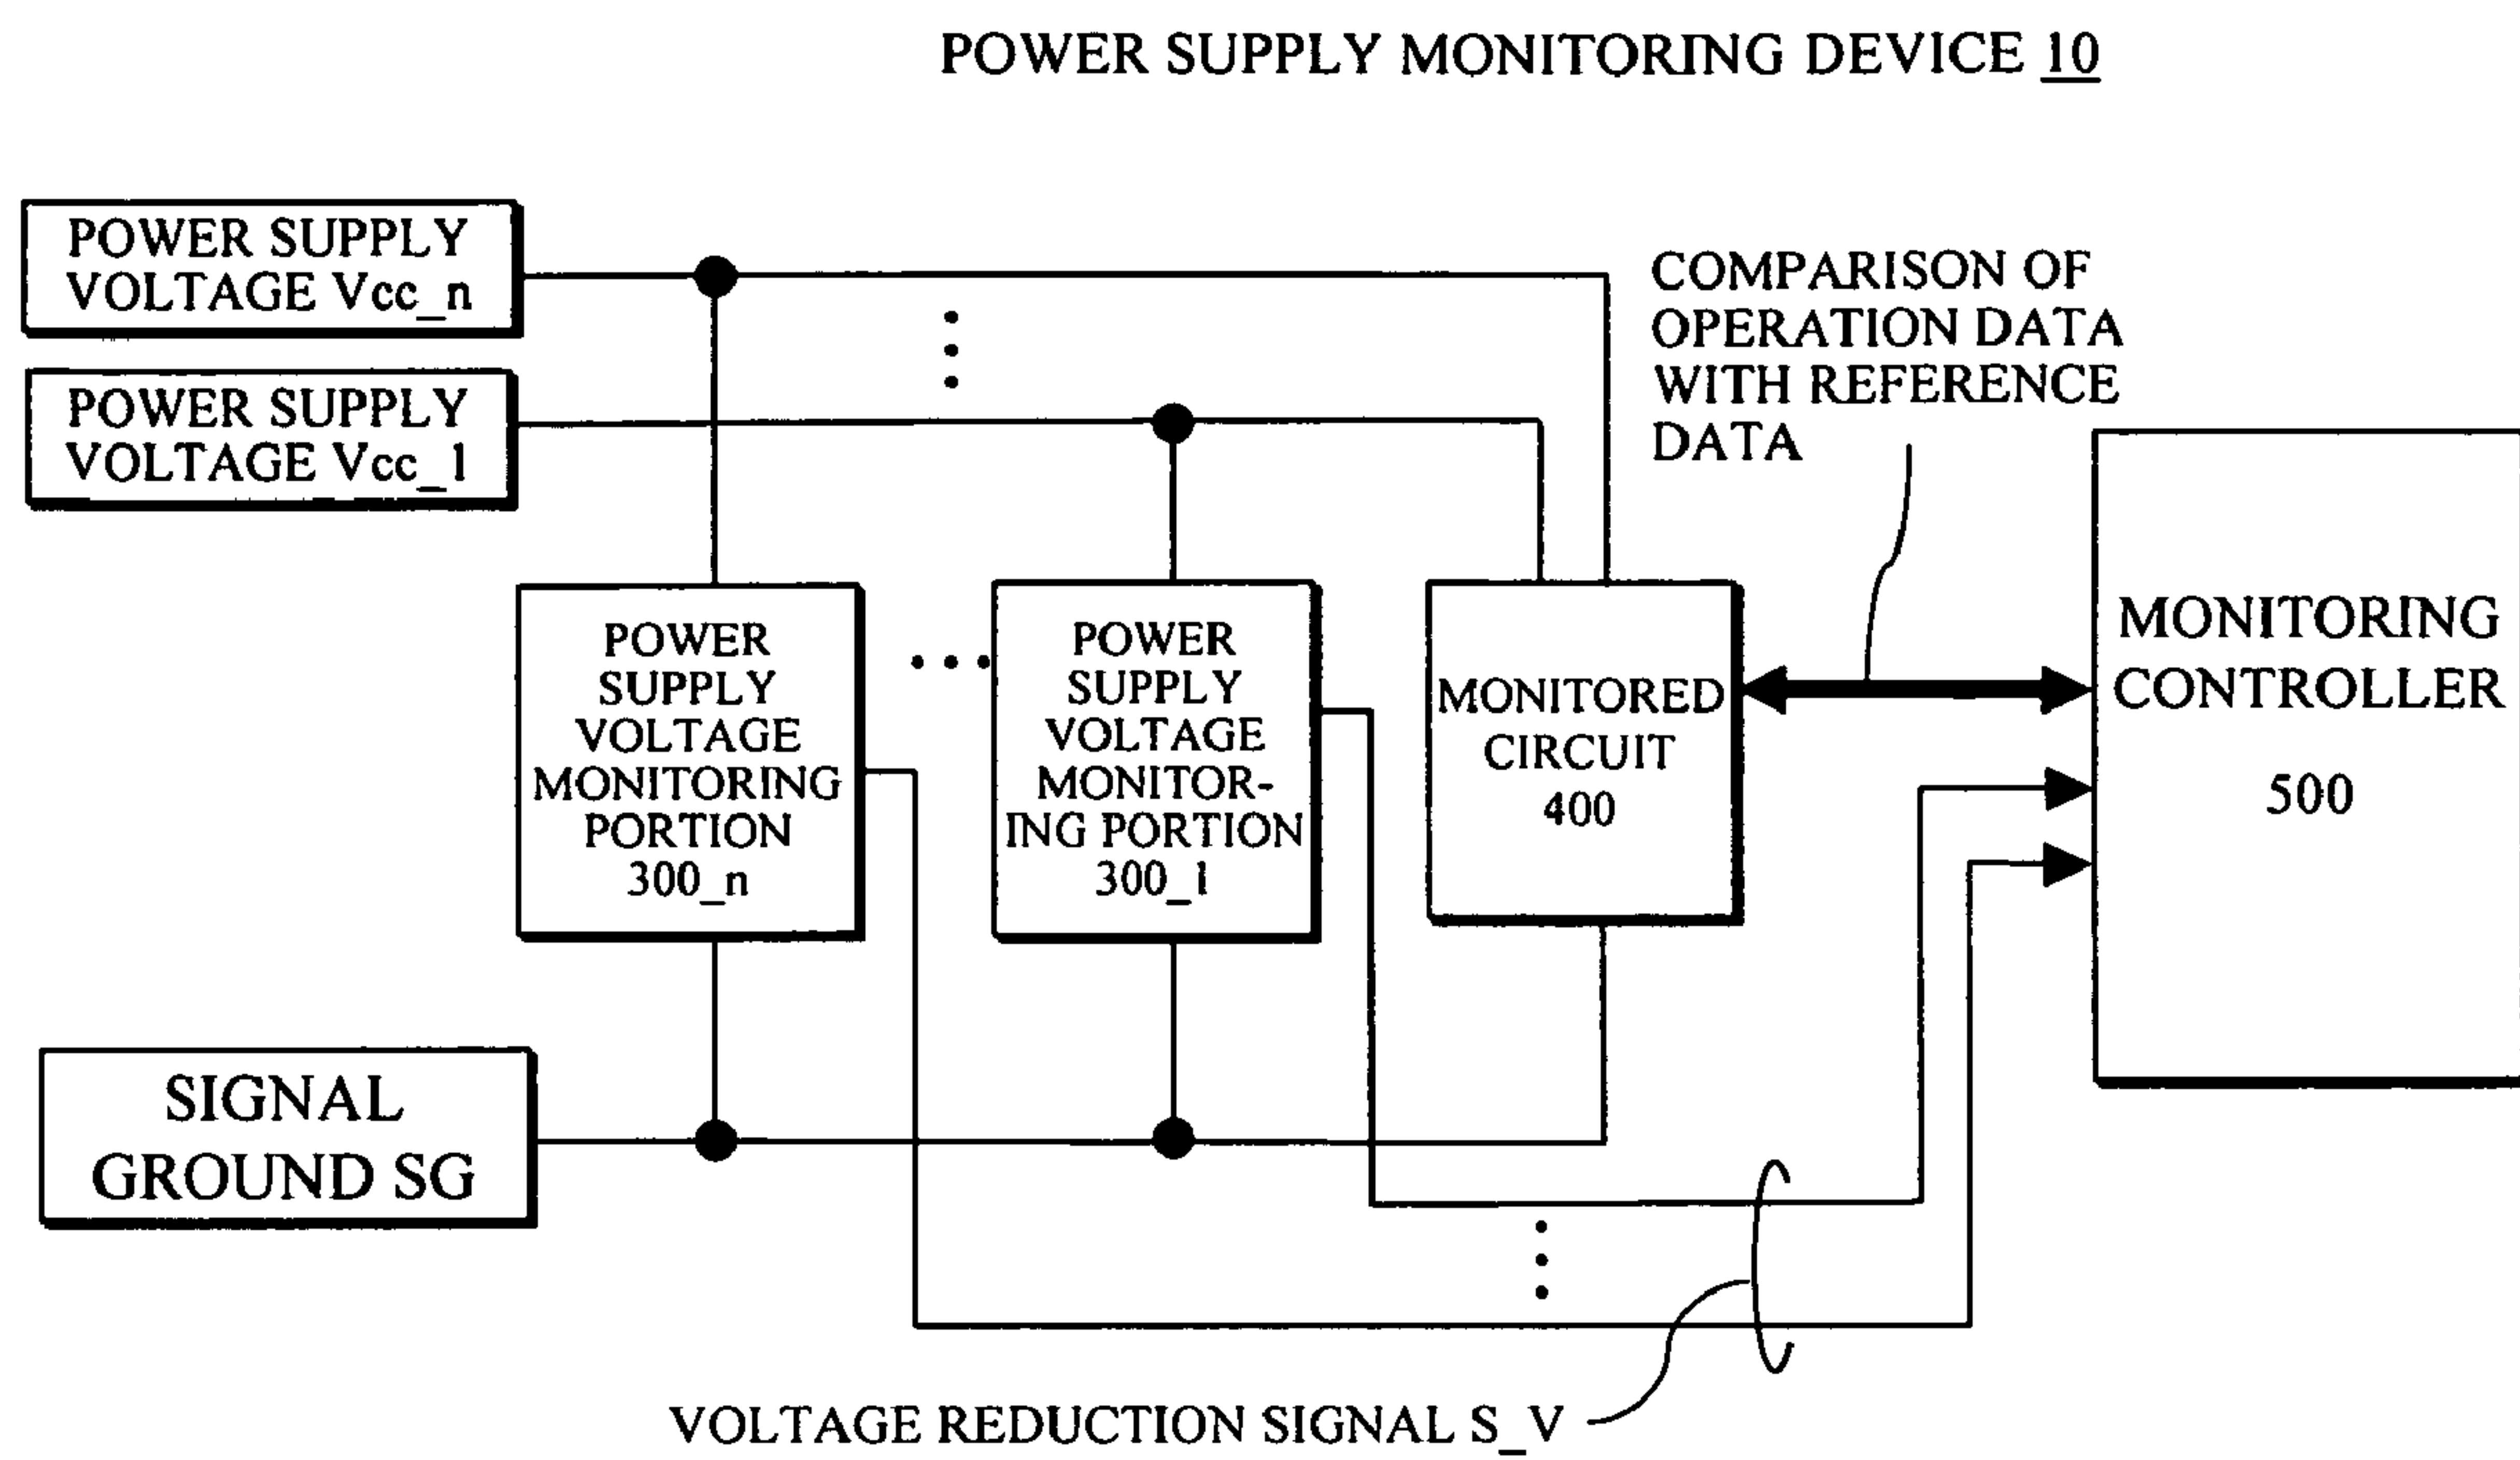 POWER SUPPLY MONITORING DEVICE 10
POWER SUPPLY
VOLTAGE Vcc_n
POWER SUPPLY
VOLTAGE Vcc_1
COMPARISON OF
OPERATION DATA
WITH REFERENCE
DATA
POWER
SUPPLY
VOLTAGE
MONITORING
PORTION
300_n
POWER
SUPPLY
VOLTAGE
MONITOR-
ING PORTION
300_1
MONITORED
CIRCUIT
400
MONITORING
CONTROLLER
500
SIGNAL
GROUND SG
VOLTAGE REDUCTION SIGNAL S_V